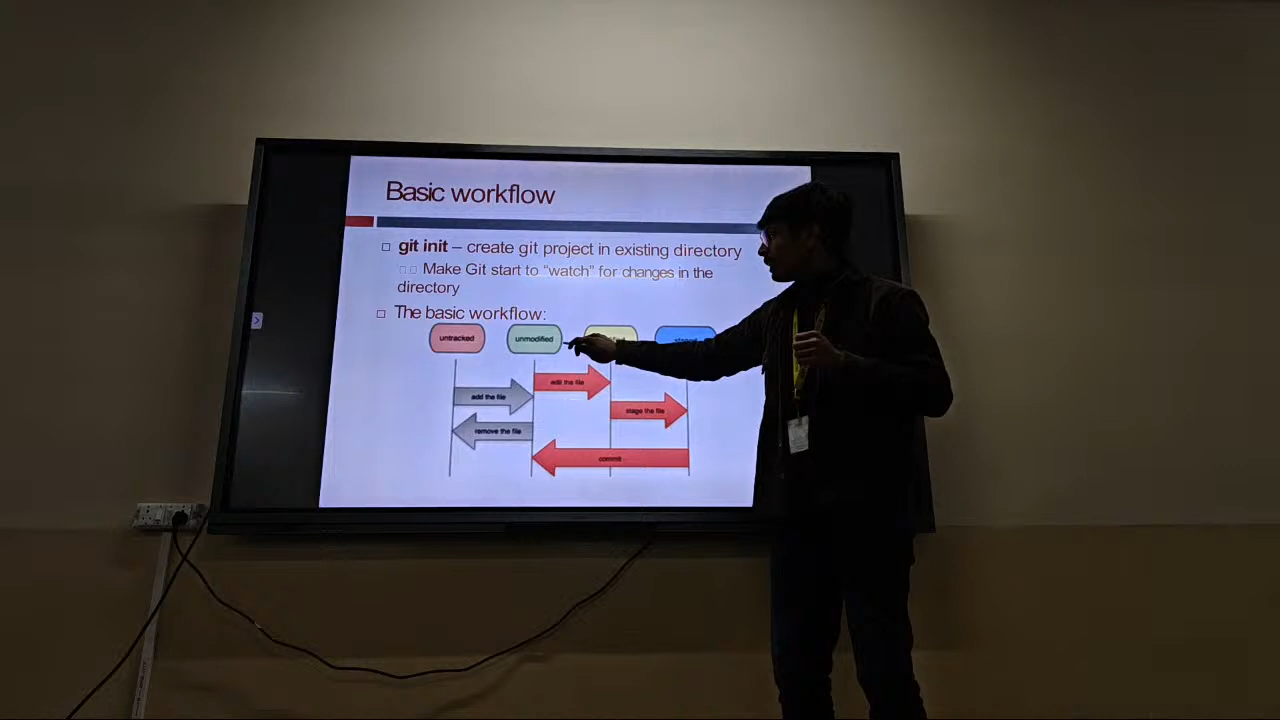 Basic workflow
git init – create git project in existing directory
Make Git start to "watch" for changes in the
directory
The basic workflow:
untracked unmodified
edit the file
add the file
stage the file
remove the file
commit